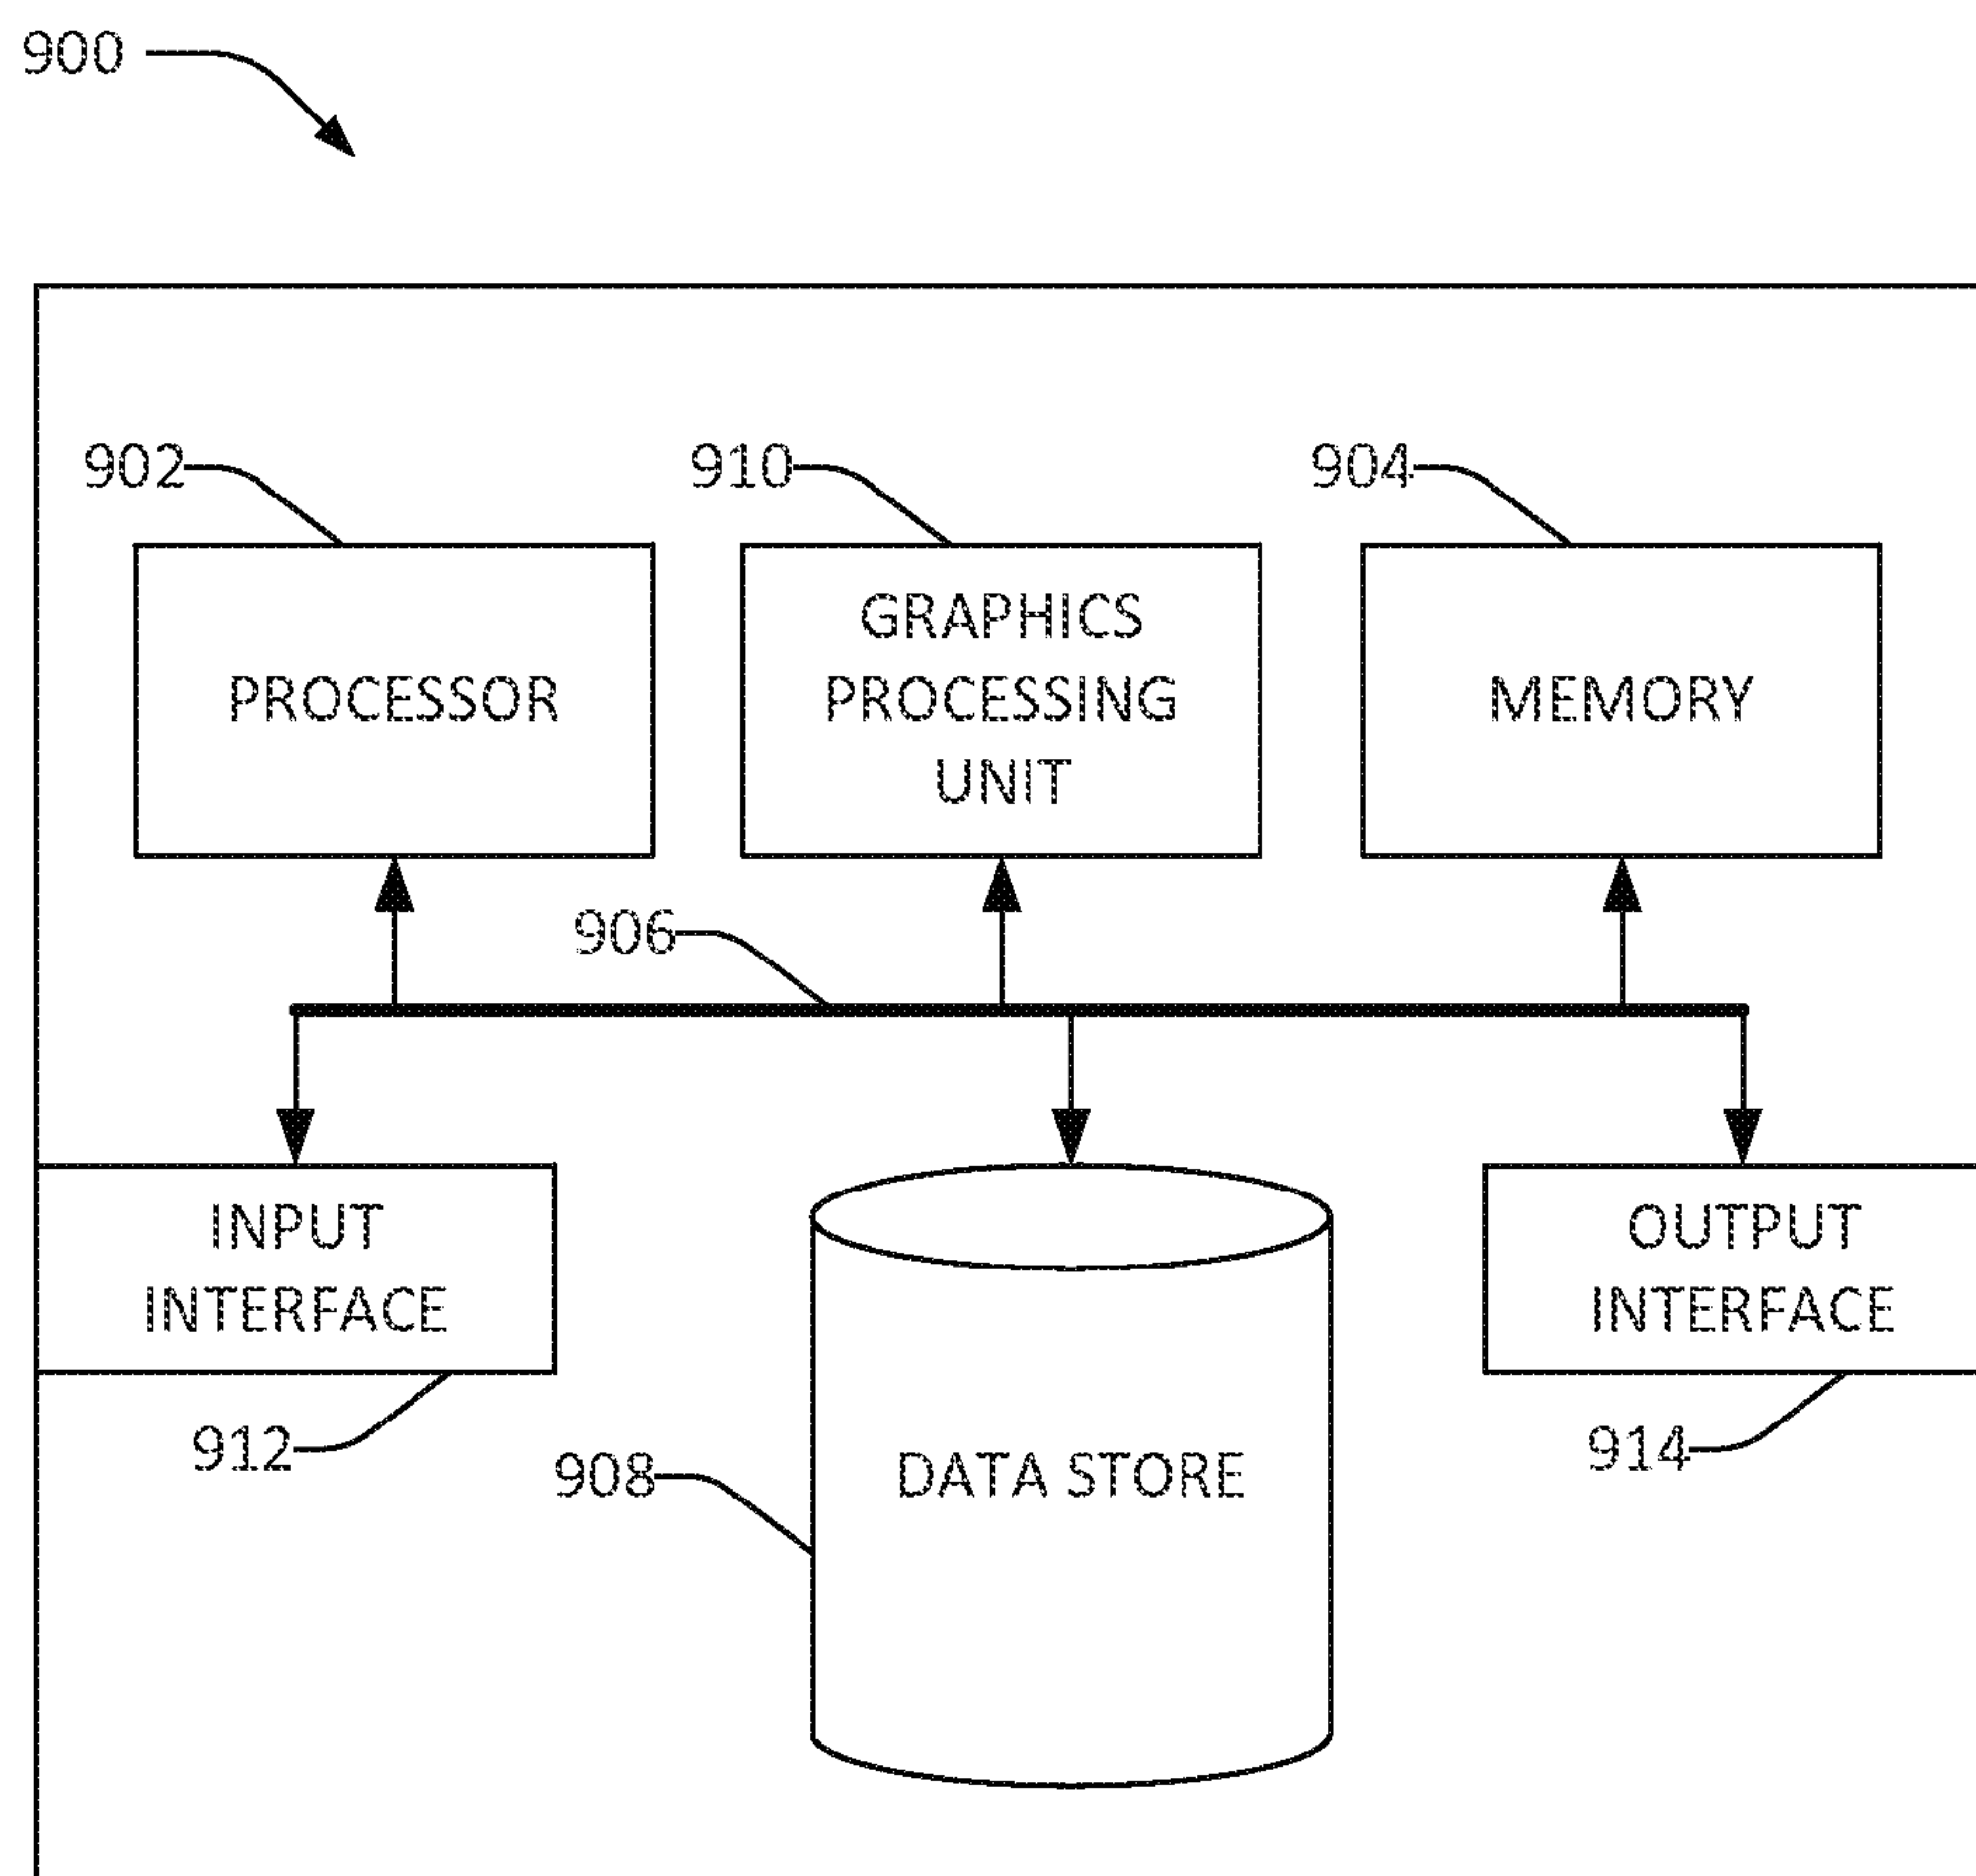 900
902
910
904
PROCESSOR
GRAPHICS
PROCESSING
UNIT
MEMORY
906
INPUT
INTERFACE
OUTPUT
INTERFACE
912
908
DATA STORE
914